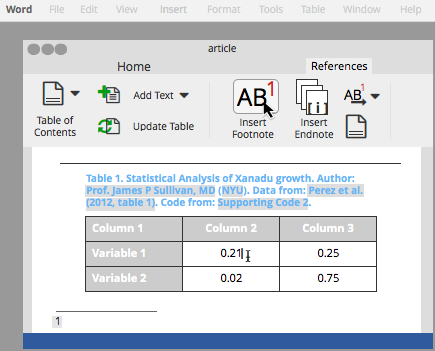 Word File Edit View Insert Format Tools Table Window Help
article
Home References
Table of Contents
Add Text
Update Table
AB1
Insert Footnote
[i]
Insert Endnote
AB1
Table 1. Statistical Analysis of Xanadu growth. Author:
Prof. James P Sullivan, MD (NYU). Data from: Perez et al.
(2012, table 1). Code from: Supporting Code 2.
Column 1 Column 2 Column 3
Variable 1 0.21 0.25
Variable 2 0.02 0.75
1